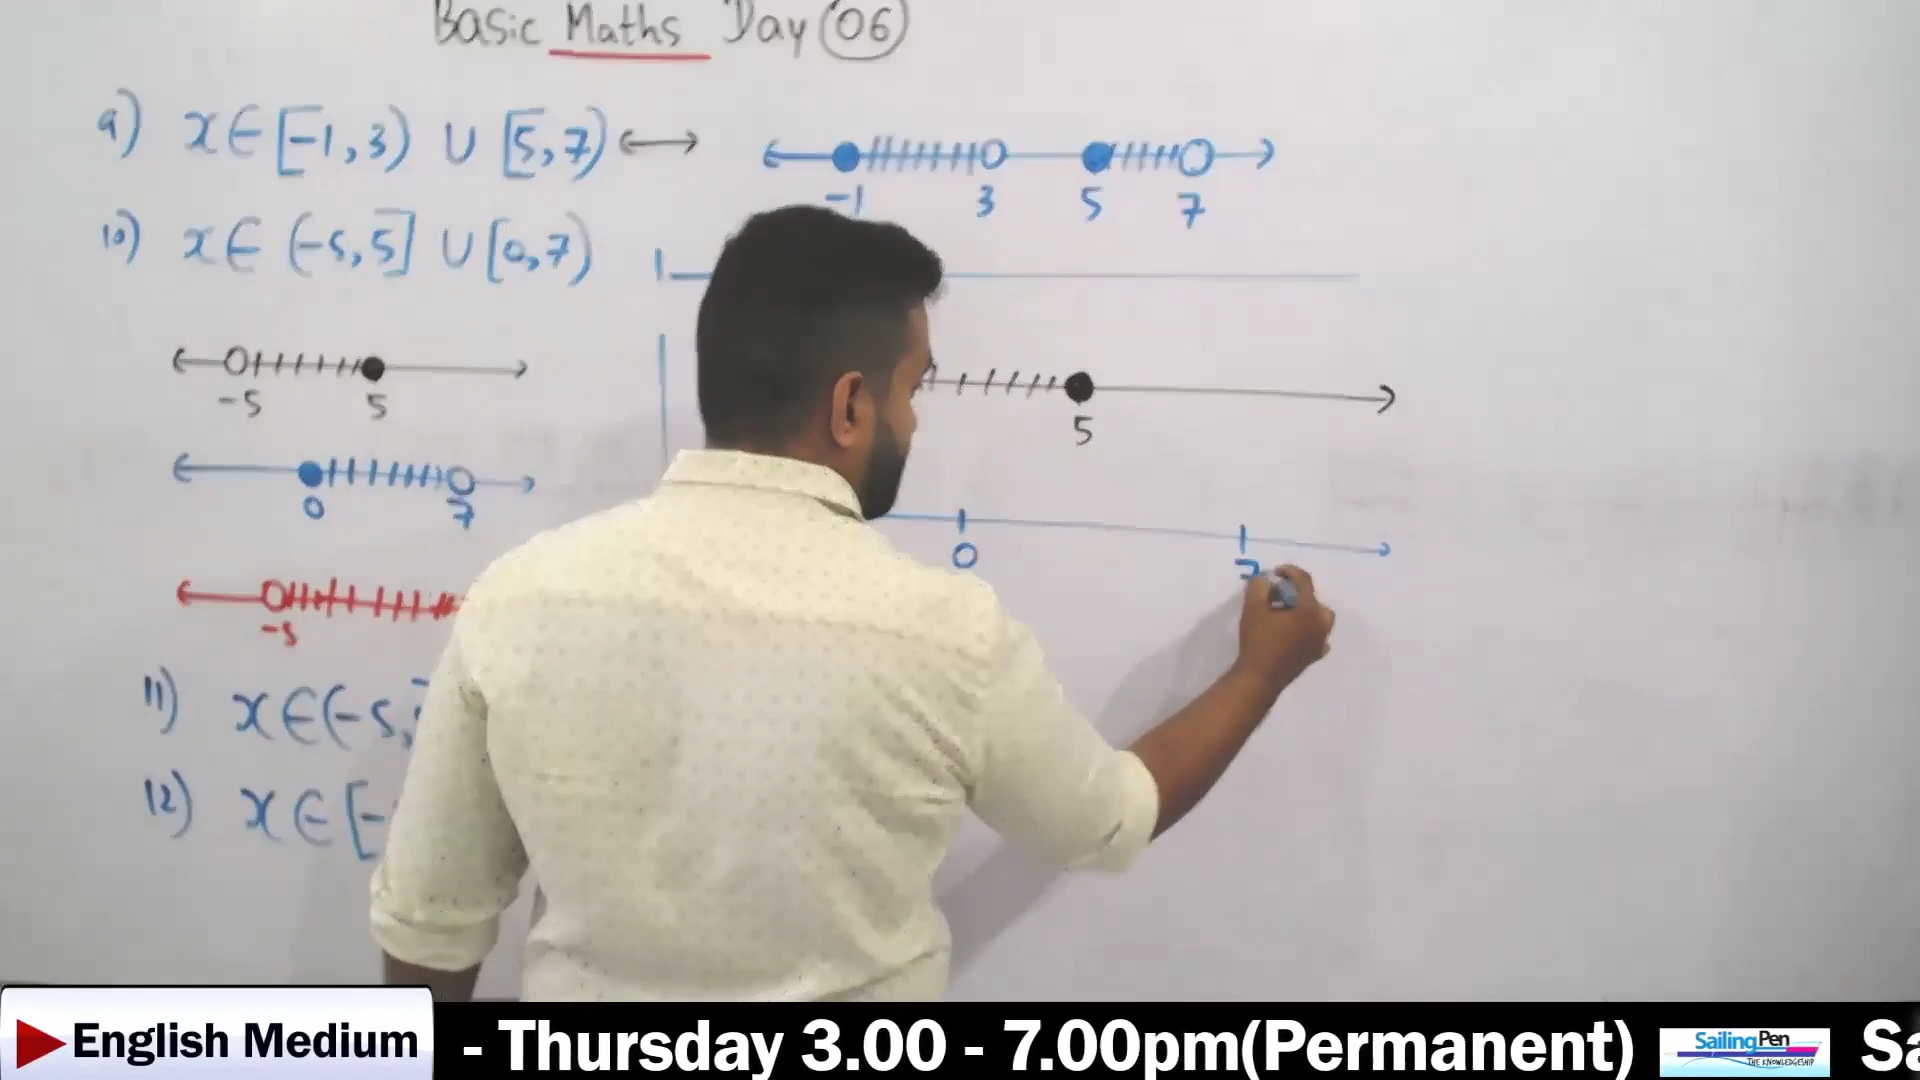 Basic Maths Day 06
9) x ∈ [-1, 3) ∪ [5, 7) ↔
-1 3 5 7
10) x ∈ (-5, 5] ∪ [0, 7)
-5 5
5
0 7
0 7
-5
11) x ∈ (-5,
12) x ∈ [-
English Medium
- Thursday 3.00 - 7.00pm(Permanent)
SailingPen
THE KNOWLEDGESHIP
Sa